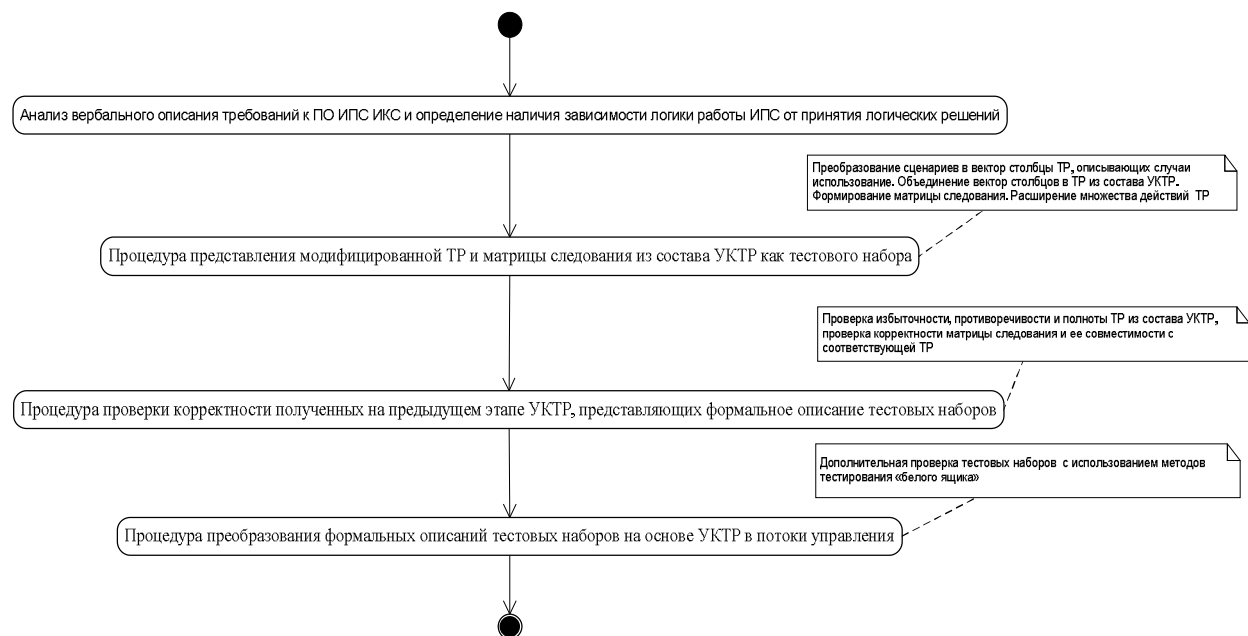 Анализ вербального описания требований к ПО ИПС ИКС и определение наличия зависимости логики работы ИПС от принятия логических решений
Преобразование сценариев в вектор столбцы ТР, описывающих случаи
использование. Объединение вектор столбцов в ТР из состава УКТР.
Формирование матрицы следования. Расширение множества действий ТР
Процедура представления модифицированной ТР и матрицы следования из состава УКТР как тестового набора
Проверка избыточности, противоречивости и полноты ТР из состава УКТР,
проверка корректности матрицы следования и ее совместимости с
соответствующей ТР
Процедура проверки корректности полученных на предыдущем этапе УКТР, представляющих формальное описание тестовых наборов
Дополнительная проверка тестовых наборов с использованием методов
тестирования «белого ящика»
Процедура преобразования формальных описаний тестовых наборов на основе УКТР в потоки управления